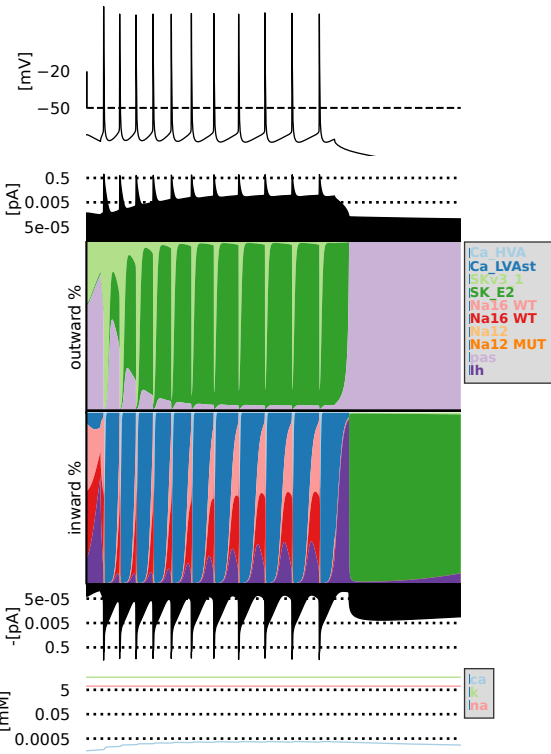 [mV]
−20
−50
[pA]
0.5
0.005
5e-05
outward %
Ca_HVA
Ca_LVAst
SKv3_1
SK_E2
Na16 WT
Na16 WT
Na12
Na12 MUT
pas
Ih
inward %
-[pA]
5e-05
0.005
0.5
[mM]
5
0.05
0.0005
ca
k
na